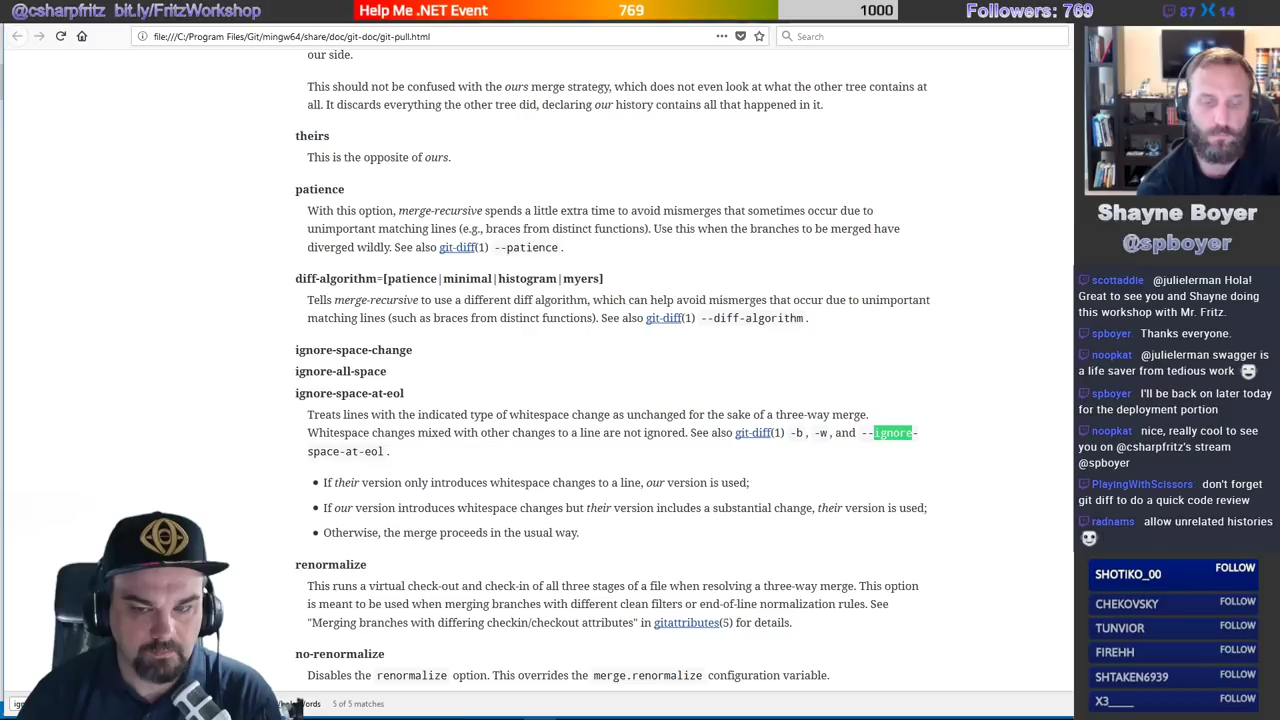 @csharpfritz bit.ly/FritzWorkshop
Help Me .NET Event
769
1000
Followers: 769
87
14
file:///C:/Program Files/Git/mingw64/share/doc/git-doc/git-pull.html
Search
our side.
This should not be confused with the ours merge strategy, which does not even look at what the other tree contains at
all. It discards everything the other tree did, declaring our history contains all that happened in it.
theirs
This is the opposite of ours.
patience
With this option, merge-recursive spends a little extra time to avoid mismerges that sometimes occur due to
unimportant matching lines (e.g., braces from distinct functions). Use this when the branches to be merged have
diverged wildly. See also git-diff(1) --patience .
diff-algorithm=[patience|minimal|histogram|myers]
Tells merge-recursive to use a different diff algorithm, which can help avoid mismerges that occur due to unimportant
matching lines (such as braces from distinct functions). See also git-diff(1) --diff-algorithm .
ignore-space-change
ignore-all-space
ignore-space-at-eol
Treats lines with the indicated type of whitespace change as unchanged for the sake of a three-way merge.
Whitespace changes mixed with other changes to a line are not ignored. See also git-diff(1) -b , -w , and --ignore-
space-at-eol .
• If their version only introduces whitespace changes to a line, our version is used;
• If our version introduces whitespace changes but their version includes a substantial change, their version is used;
• Otherwise, the merge proceeds in the usual way.
renormalize
This runs a virtual check-out and check-in of all three stages of a file when resolving a three-way merge. This option
is meant to be used when merging branches with different clean filters or end-of-line normalization rules. See
"Merging branches with differing checkin/checkout attributes" in gitattributes(5) for details.
no-renormalize
Disables the renormalize option. This overrides the merge.renormalize configuration variable.
5 of 5 matches
Shayne Boyer
@spboyer
scottaddie @julielerman Hola!
Great to see you and Shayne doing
this workshop with Mr. Fritz.
spboyer Thanks everyone.
noopkat @julielerman swagger is
a life saver from tedious work
spboyer I'll be back on later today
for the deployment portion
noopkat nice, really cool to see
you on @csharpfritz's stream
@spboyer
PlayingWithScissors don't forget
git diff to do a quick code review
radnams allow unrelated histories
SHOTIKO_00 FOLLOW
CHEKOVSKY FOLLOW
TUNVIOR FOLLOW
FIREHH FOLLOW
SHTAKEN6939 FOLLOW
X3_____ FOLLOW